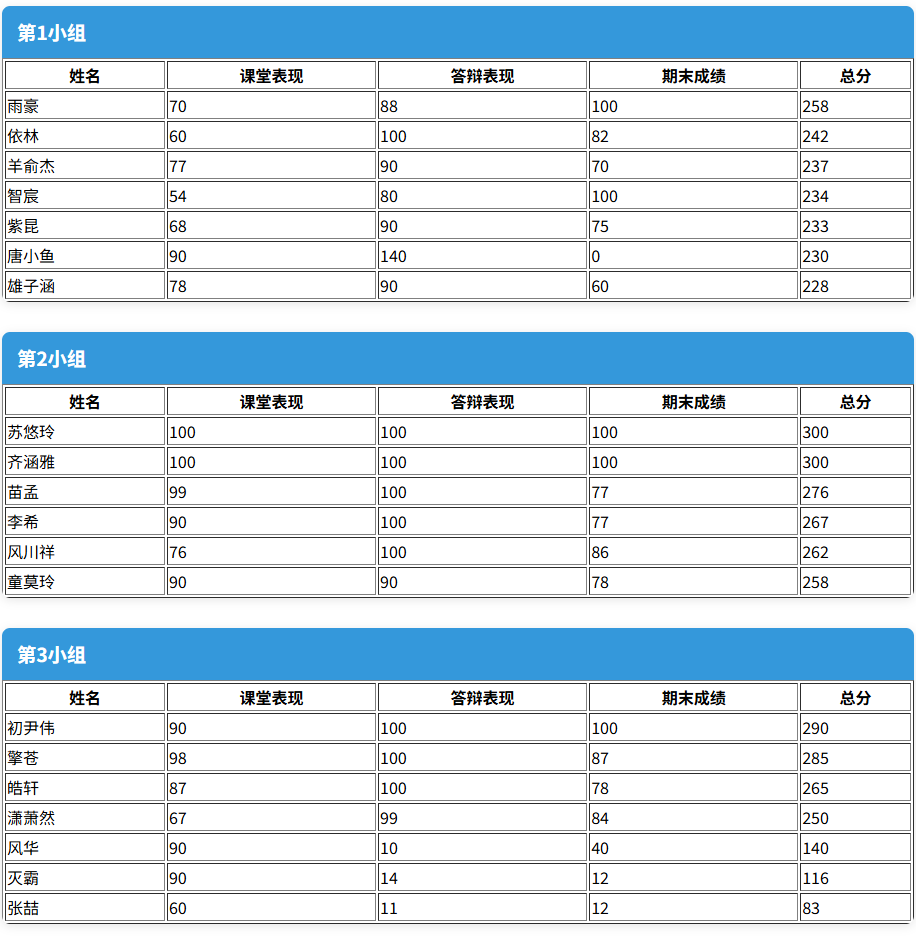 第1小组
姓名 课堂表现 答辩表现 期末成绩 总分
雨豪 70 88 100 258
依林 60 100 82 242
羊俞杰 77 90 70 237
智宸 54 80 100 234
紫昆 68 90 75 233
唐小鱼 90 140 0 230
雄子涵 78 90 60 228
第2小组
姓名 课堂表现 答辩表现 期末成绩 总分
苏悠玲 100 100 100 300
齐涵雅 100 100 100 300
苗孟 99 100 77 276
李希 90 100 77 267
风川祥 76 100 86 262
童莫玲 90 90 78 258
第3小组
姓名 课堂表现 答辩表现 期末成绩 总分
初尹伟 90 100 100 290
擎苍 98 100 87 285
皓轩 87 100 78 265
潇萧然 67 99 84 250
风华 90 10 40 140
灭霸 90 14 12 116
张喆 60 11 12 83